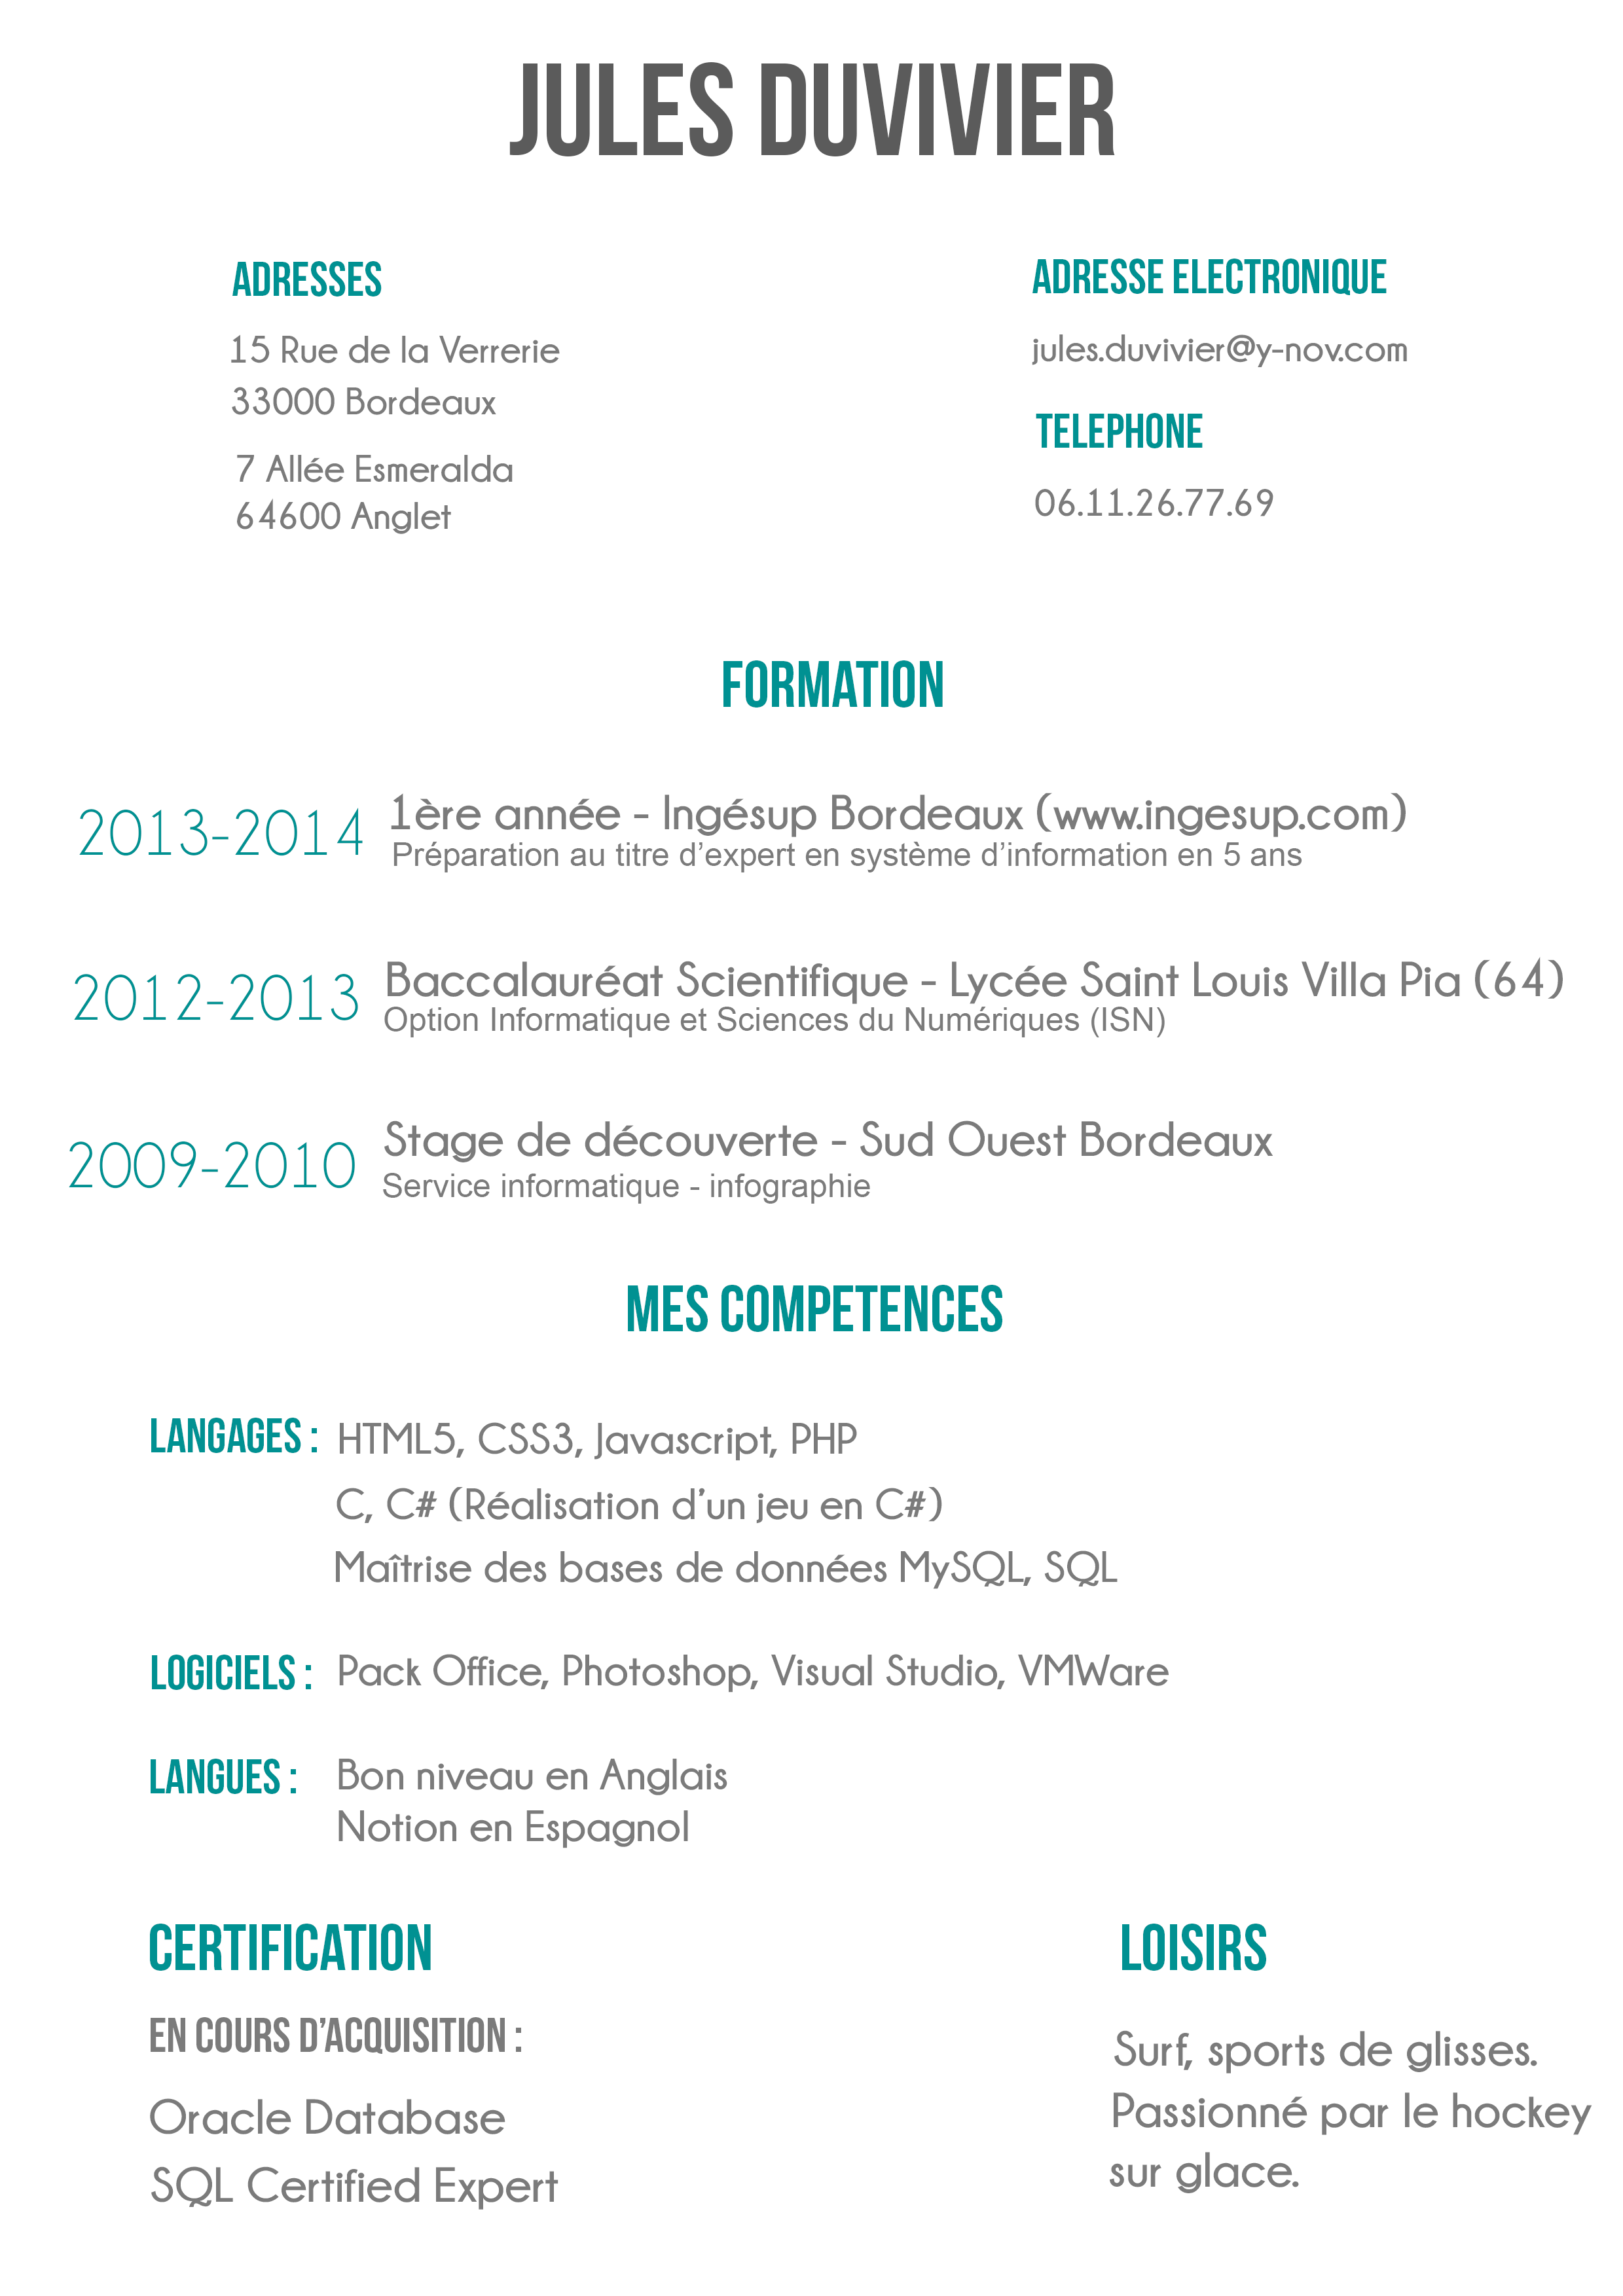 JULES DUVIVIER
ADRESSES
15 Rue de la Verrerie
33000 Bordeaux
7 Allée Esmeralda
64600 Anglet
ADRESSE ELECTRONIQUE
jules.duvivier@y-nov.com
TELEPHONE
06.11.26.77.69
FORMATION
2013-2014
1ère année - Ingésup Bordeaux (www.ingesup.com)
Préparation au titre d'expert en système d'information en 5 ans
2012-2013
Baccalauréat Scientifique - Lycée Saint Louis Villa Pia (64)
Option Informatique et Sciences du Numériques (ISN)
2009-2010
Stage de découverte - Sud Ouest Bordeaux
Service informatique - infographie
MES COMPETENCES
LANGAGES : HTML5, CSS3, Javascript, PHP
C, C# (Réalisation d'un jeu en C#)
Maîtrise des bases de données MySQL, SQL
LOGICIELS : Pack Office, Photoshop, Visual Studio, VMWare
LANGUES : Bon niveau en Anglais
Notion en Espagnol
CERTIFICATION
EN COURS D'ACQUISITION :
Oracle Database
SQL Certified Expert
LOISIRS
Surf, sports de glisses.
Passionné par le hockey
sur glace.